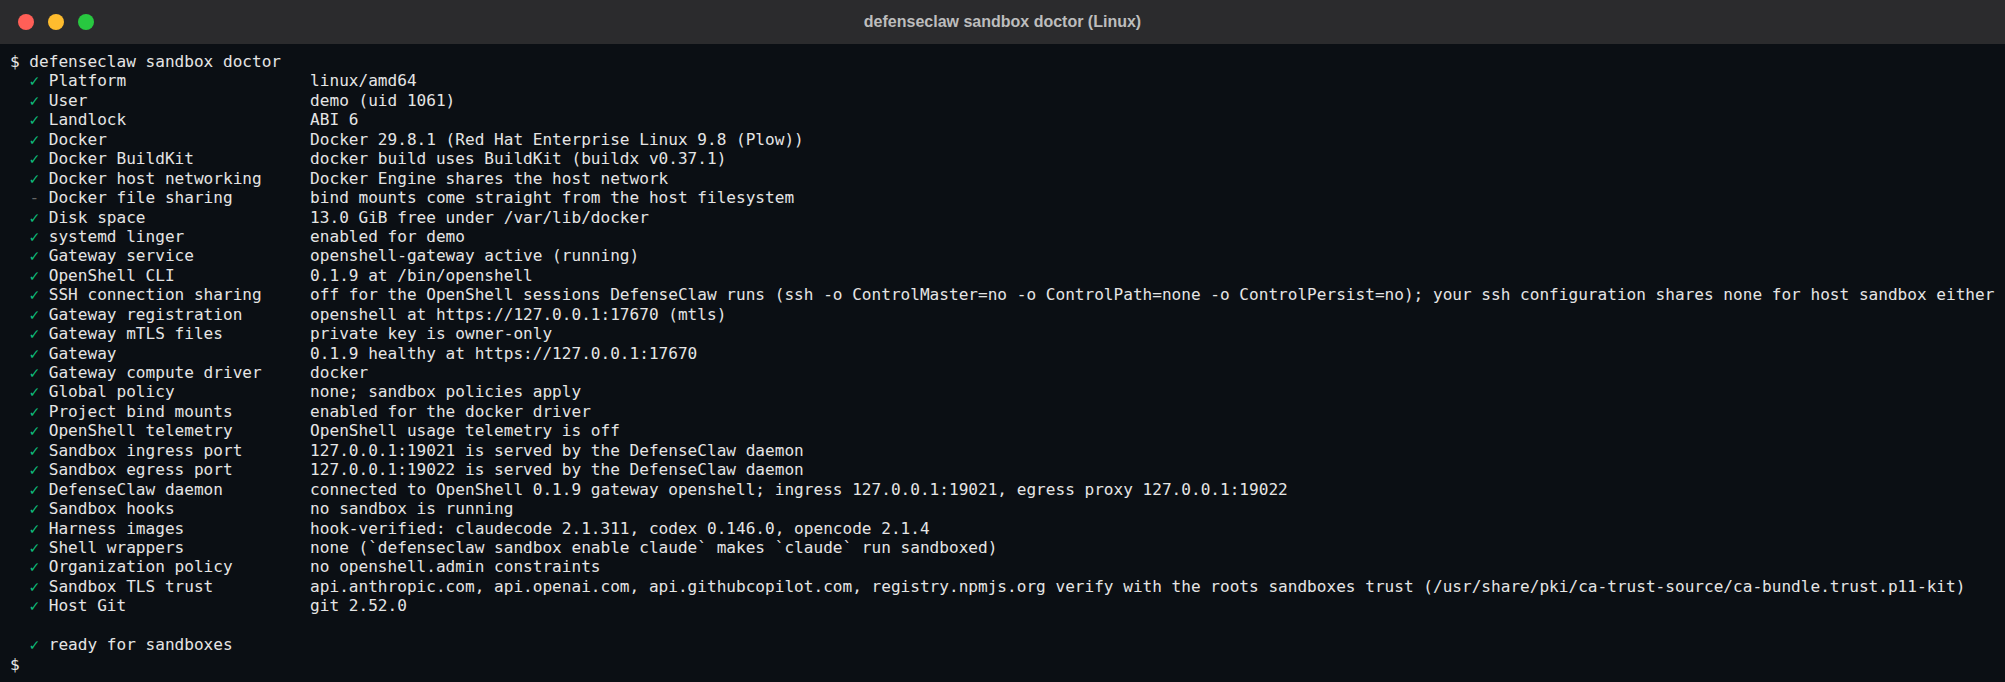 defenseclaw sandbox doctor (Linux)
$ defenseclaw sandbox doctor
✓ Platform linux/amd64
✓ User demo (uid 1061)
✓ Landlock ABI 6
✓ Docker Docker 29.8.1 (Red Hat Enterprise Linux 9.8 (Plow))
✓ Docker BuildKit docker build uses BuildKit (buildx v0.37.1)
✓ Docker host networking Docker Engine shares the host network
- Docker file sharing bind mounts come straight from the host filesystem
✓ Disk space 13.0 GiB free under /var/lib/docker
✓ systemd linger enabled for demo
✓ Gateway service openshell-gateway active (running)
✓ OpenShell CLI 0.1.9 at /bin/openshell
✓ SSH connection sharing off for the OpenShell sessions DefenseClaw runs (ssh -o ControlMaster=no -o ControlPath=none -o ControlPersist=no); your ssh configuration shares none for host sandbox either
✓ Gateway registration openshell at https://127.0.0.1:17670 (mtls)
✓ Gateway mTLS files private key is owner-only
✓ Gateway 0.1.9 healthy at https://127.0.0.1:17670
✓ Gateway compute driver docker
✓ Global policy none; sandbox policies apply
✓ Project bind mounts enabled for the docker driver
✓ OpenShell telemetry OpenShell usage telemetry is off
✓ Sandbox ingress port 127.0.0.1:19021 is served by the DefenseClaw daemon
✓ Sandbox egress port 127.0.0.1:19022 is served by the DefenseClaw daemon
✓ DefenseClaw daemon connected to OpenShell 0.1.9 gateway openshell; ingress 127.0.0.1:19021, egress proxy 127.0.0.1:19022
✓ Sandbox hooks no sandbox is running
✓ Harness images hook-verified: claudecode 2.1.311, codex 0.146.0, opencode 2.1.4
✓ Shell wrappers none (`defenseclaw sandbox enable claude` makes `claude` run sandboxed)
✓ Organization policy no openshell.admin constraints
✓ Sandbox TLS trust api.anthropic.com, api.openai.com, api.githubcopilot.com, registry.npmjs.org verify with the roots sandboxes trust (/usr/share/pki/ca-trust-source/ca-bundle.trust.p11-kit)
✓ Host Git git 2.52.0
✓ ready for sandboxes
$